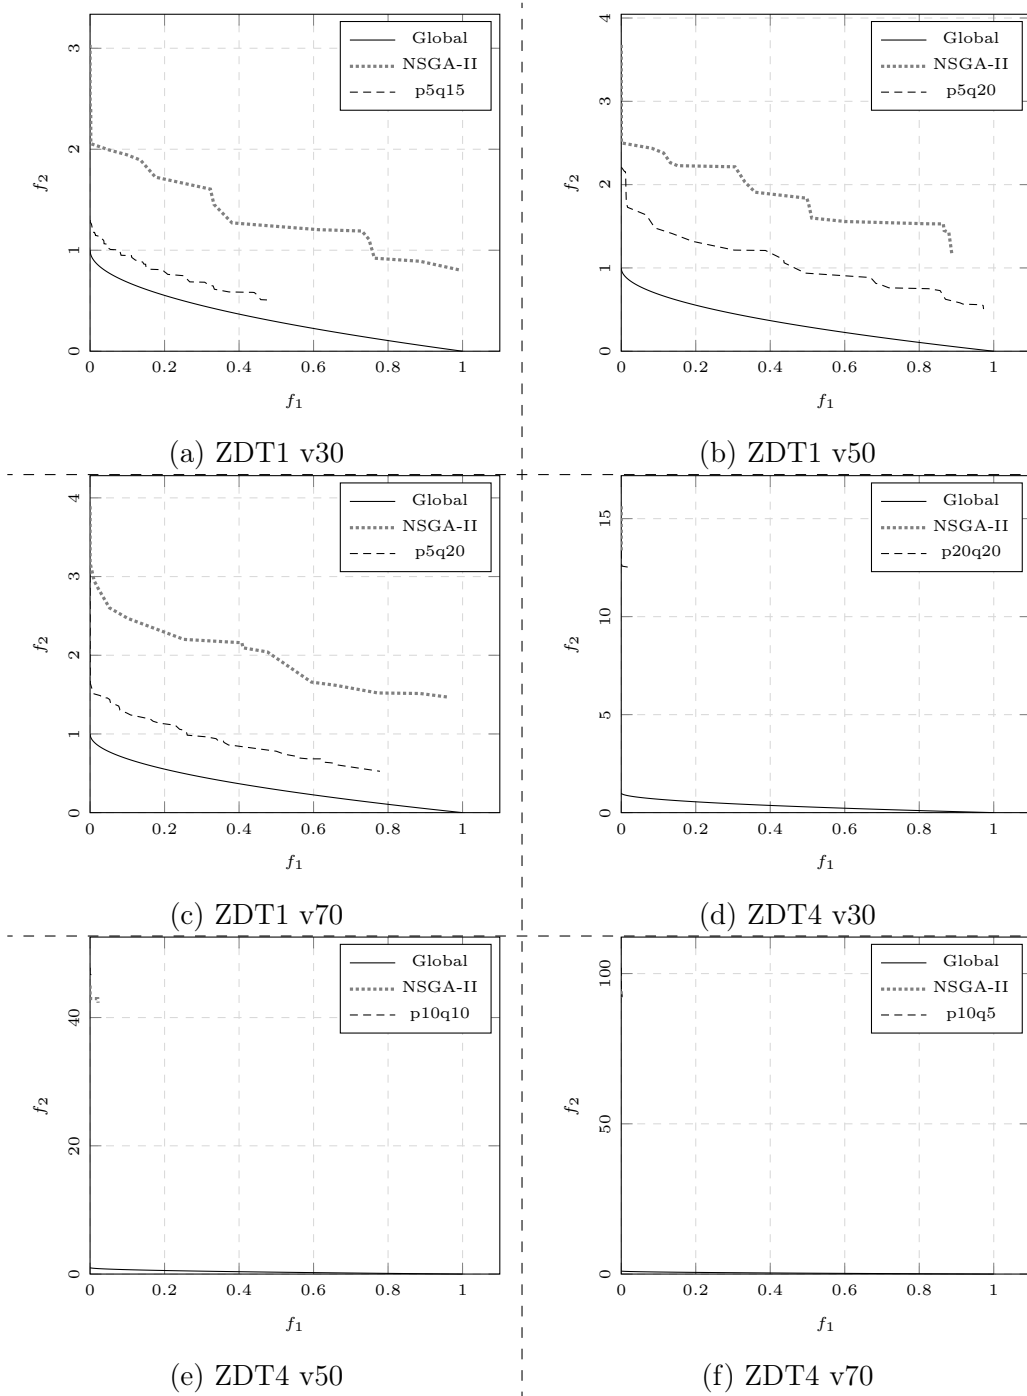 Global
NSGA-II
p5q15
3
2
1
0
f2
0 0.2 0.4 0.6 0.8 1
f1
(a) ZDT1 v30
Global
NSGA-II
p5q20
4
3
2
1
0
f2
0 0.2 0.4 0.6 0.8 1
f1
(b) ZDT1 v50
Global
NSGA-II
p5q20
4
3
2
1
0
f2
0 0.2 0.4 0.6 0.8 1
f1
(c) ZDT1 v70
Global
NSGA-II
p20q20
15
10
5
0
f2
0 0.2 0.4 0.6 0.8 1
f1
(d) ZDT4 v30
Global
NSGA-II
p10q10
40
20
0
f2
0 0.2 0.4 0.6 0.8 1
f1
(e) ZDT4 v50
Global
NSGA-II
p10q5
100
50
0
f2
0 0.2 0.4 0.6 0.8 1
f1
(f) ZDT4 v70